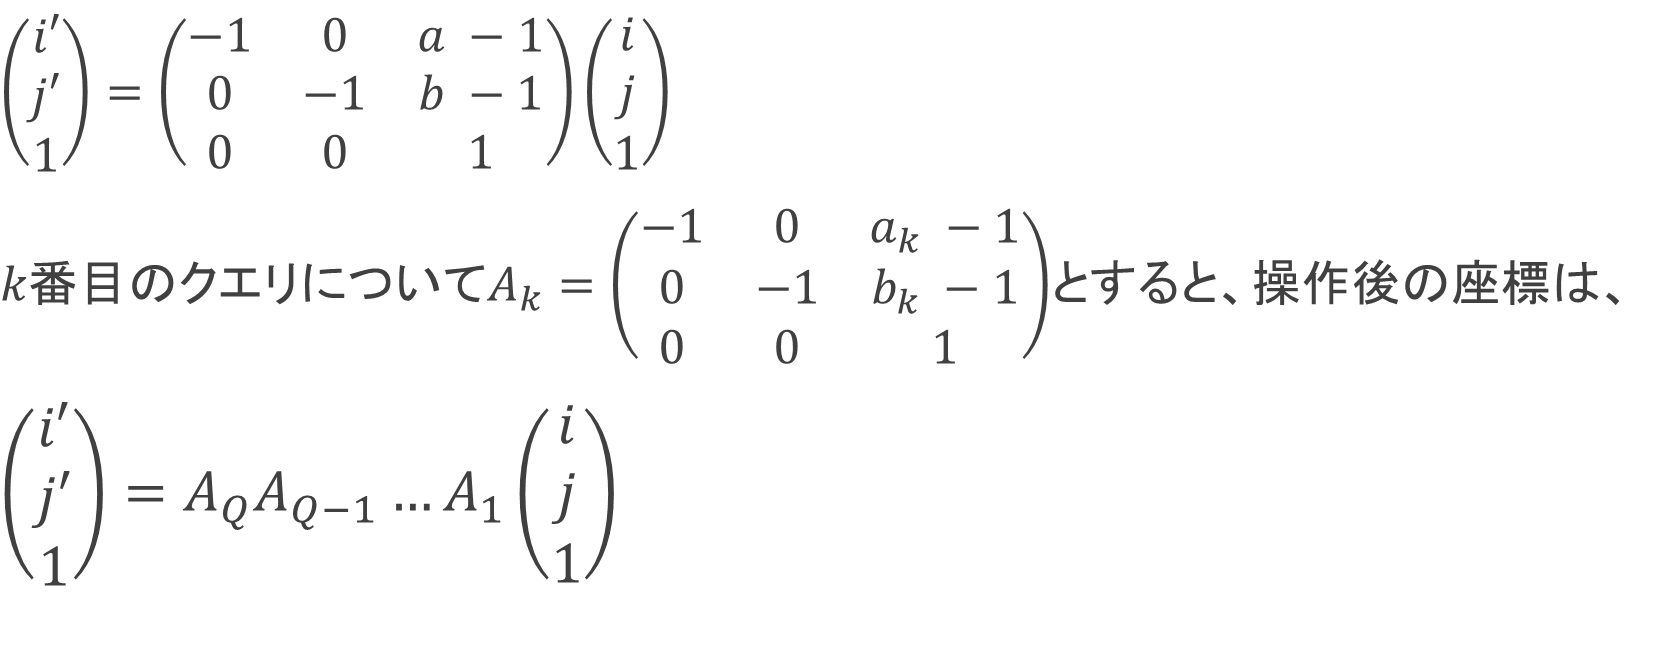 (i′ j′ 1) = (−1 0 a − 1 0 −1 b − 1 0 0 1)(i j 1)
k番目のクエリについてA_k = (−1 0 a_k − 1 0 −1 b_k − 1 0 0 1)とすると、操作後の座標は、
(i′ j′ 1) = A_Q A_{Q−1} … A_1 (i j 1)